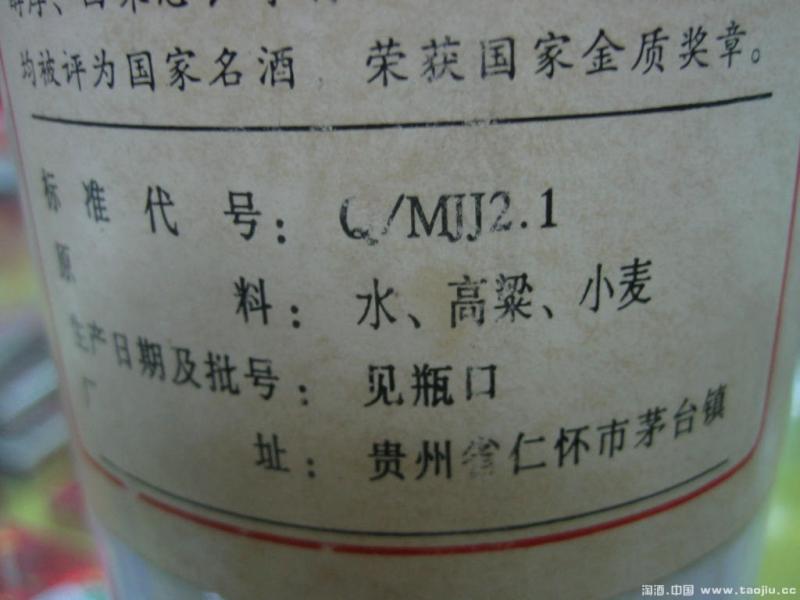 均被评为国家名酒，荣获国家金质奖章。
标准代号：Q/MJJ2.1
原料：水、高粱、小麦
生产日期及批号：见瓶口
厂址：贵州省仁怀市茅台镇
淘酒.中国 www.taojiu.cc